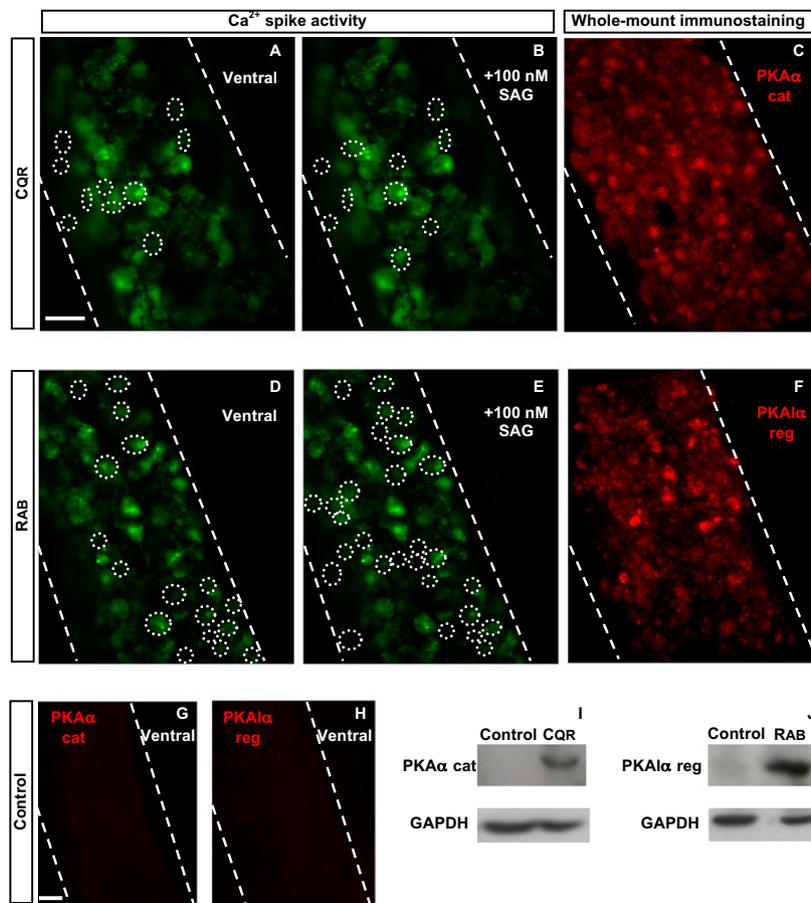 Ca²⁺ spike activity
Whole-mount immunostaining
CQR
A
Ventral
B
+100 nM
SAG
C
PKAα
cat
RAB
D
Ventral
E
+100 nM
SAG
F
PKAIα
reg
Control
PKAα
cat
G
Ventral
PKAIα
reg
H
Ventral
I
Control CQR
PKAα cat
GAPDH
J
Control RAB
PKAIα reg
GAPDH